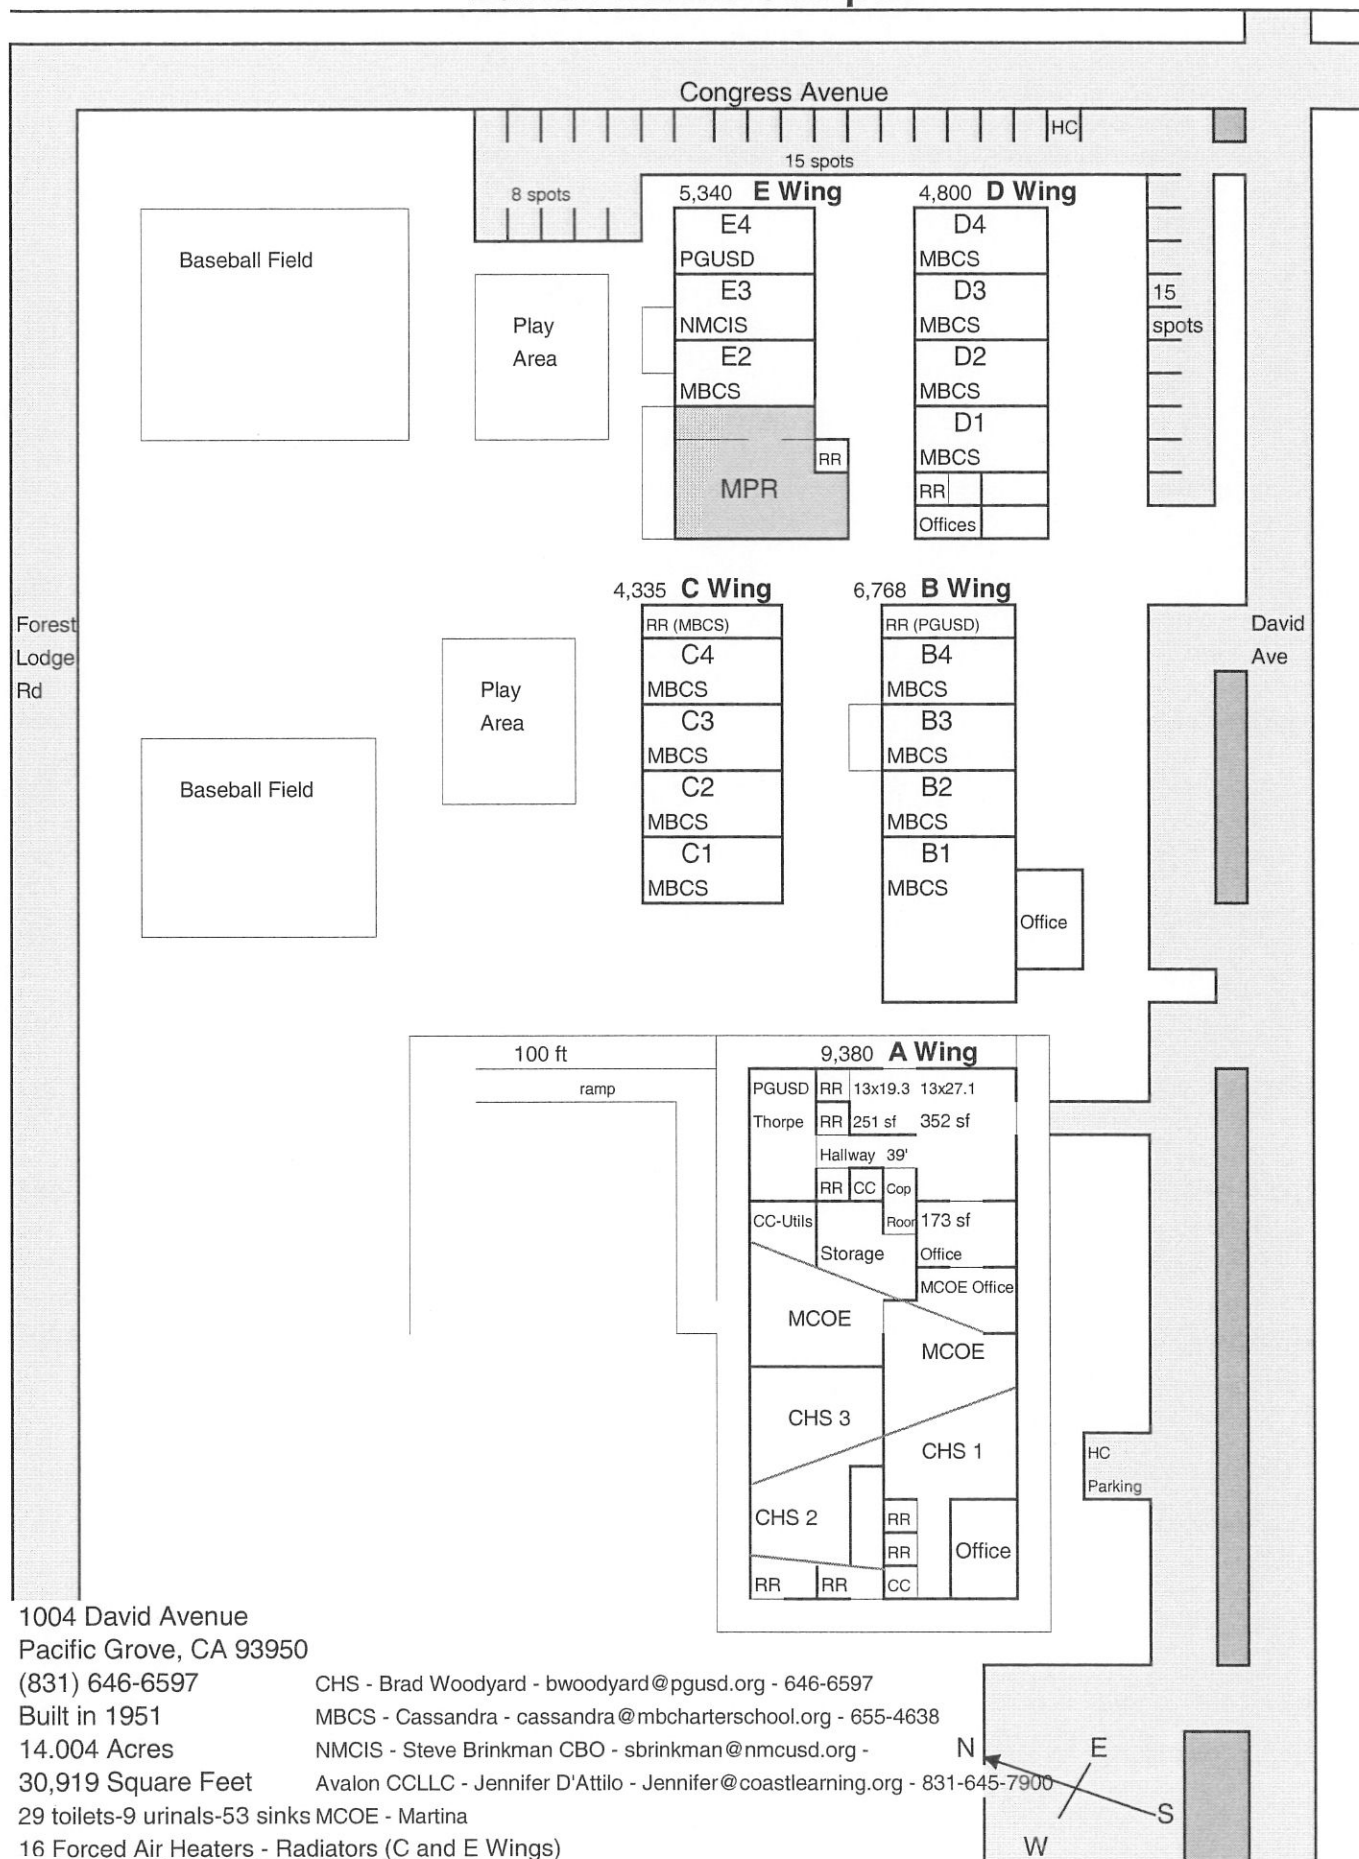 Congress Avenue
HC
15 spots
8 spots
5,340 E Wing
4,800 D Wing
E4
PGUSD
E3
NMCIS
E2
MBCS
MPR
RR
D4
MBCS
D3
MBCS
D2
MBCS
D1
MBCS
RR
Offices
15
spots
Baseball Field
Play
Area
4,335 C Wing
6,768 B Wing
RR (MBCS)
C4
MBCS
C3
MBCS
C2
MBCS
C1
MBCS
RR (PGUSD)
B4
MBCS
B3
MBCS
B2
MBCS
B1
MBCS
Office
Forest
Lodge
Rd
David
Ave
Play
Area
Baseball Field
100 ft
ramp
9,380 A Wing
PGUSD RR 13x19.3 13x27.1
Thorpe RR 251 sf 352 sf
Hallway 39'
RR CC Cop
CC-Utils Roor 173 sf
Storage Office
MCOE Office
MCOE
MCOE
CHS 3
CHS 1
CHS 2
RR
RR
Office
RR RR CC
HC
Parking
1004 David Avenue
Pacific Grove, CA 93950
(831) 646-6597
CHS - Brad Woodyard - bwoodyard@pgusd.org - 646-6597
Built in 1951
MBCS - Cassandra - cassandra@mbcharterschool.org - 655-4638
14.004 Acres
NMCIS - Steve Brinkman CBO - sbrinkman@nmcusd.org -
30,919 Square Feet
Avalon CCLLC - Jennifer D'Attilo - Jennifer@coastlearning.org - 831-645-7900
29 toilets-9 urinals-53 sinks MCOE - Martina
16 Forced Air Heaters - Radiators (C and E Wings)
N
E
S
W